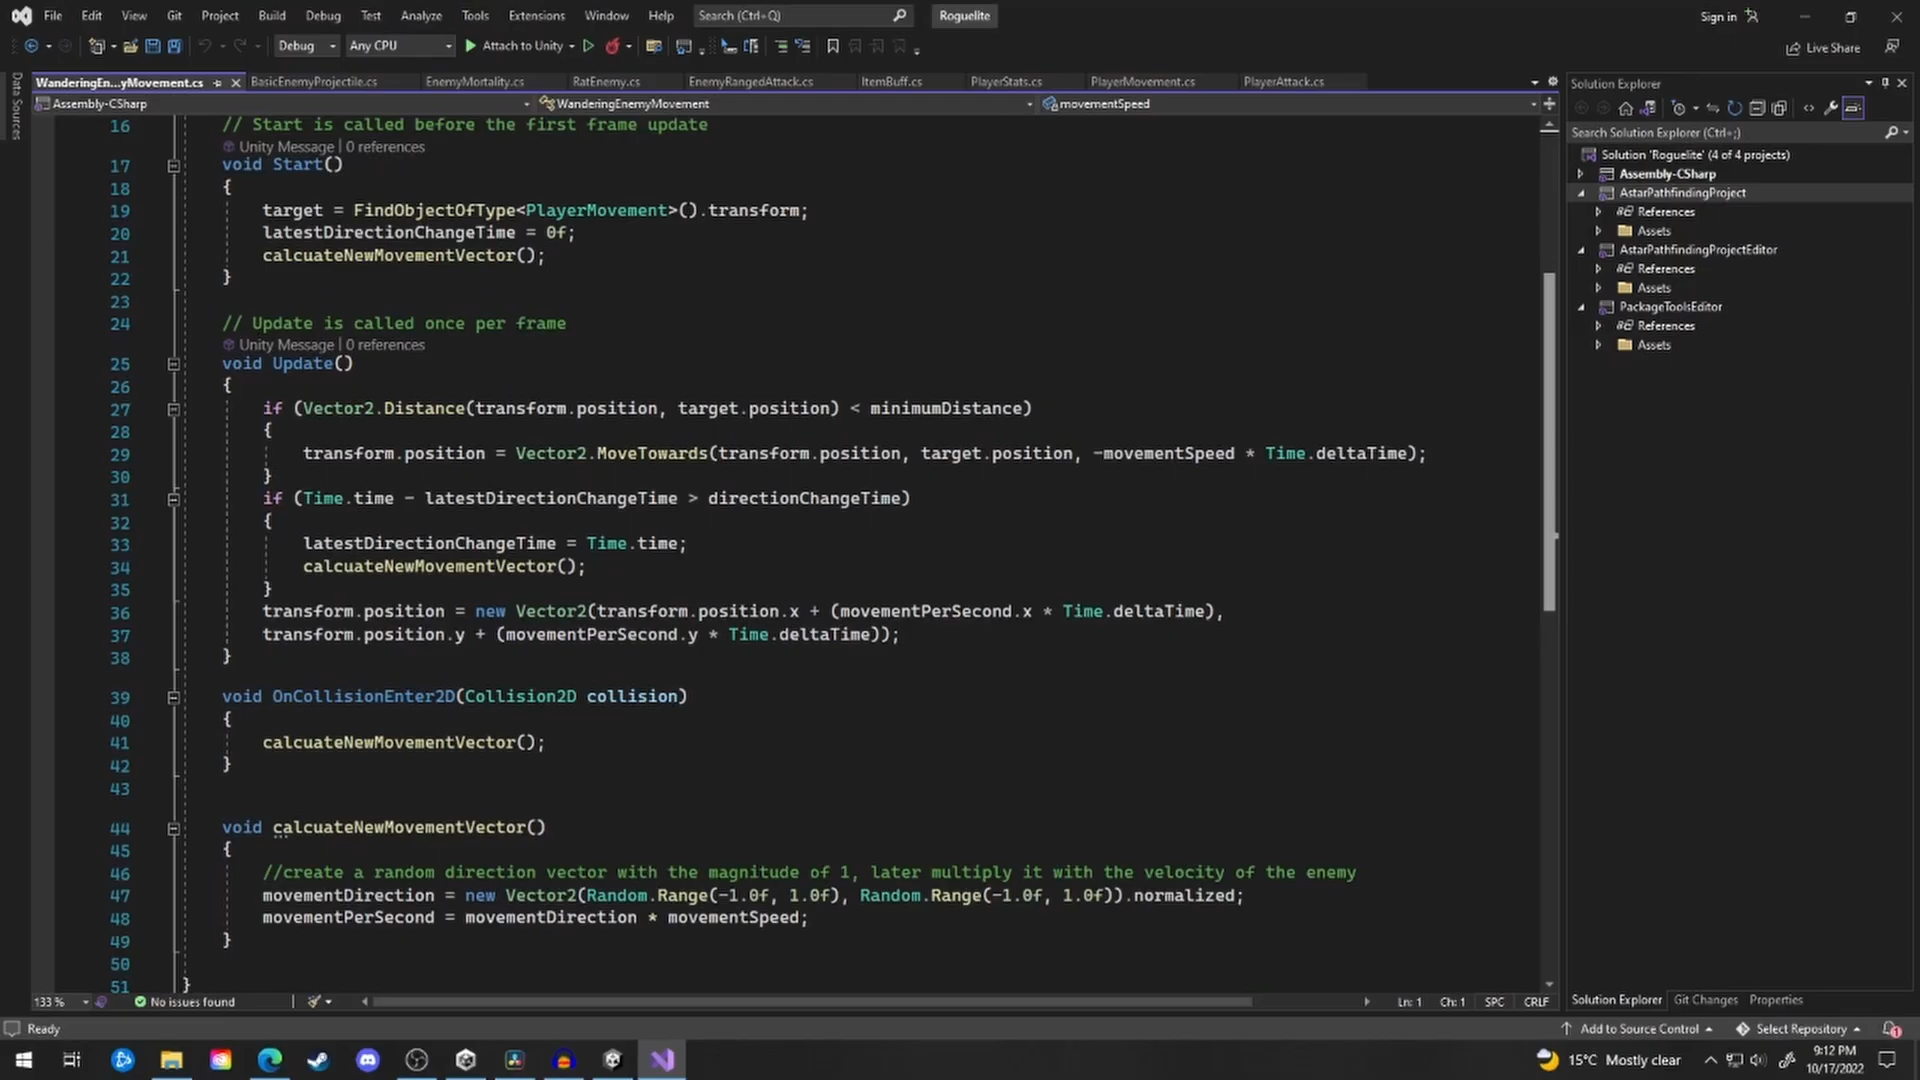 File Edit View Git Project Build Debug Test Analyze Tools Extensions Window Help Search (Ctrl+Q) Roguelite Sign in
Debug Any CPU Attach to Unity Live Share
Data Sources
WanderingEn...yMovement.cs BasicEnemyProjectile.cs EnemyMortality.cs RatEnemy.cs EnemyRangedAttack.cs ItemBuff.cs PlayerStats.cs PlayerMovement.cs PlayerAttack.cs
Assembly-CSharp WanderingEnemyMovement movementSpeed
16 // Start is called before the first frame update
Unity Message | 0 references
17 void Start()
18 {
19 target = FindObjectOfType<PlayerMovement>().transform;
20 latestDirectionChangeTime = 0f;
21 calcuateNewMovementVector();
22 }
23
24 // Update is called once per frame
Unity Message | 0 references
25 void Update()
26 {
27 if (Vector2.Distance(transform.position, target.position) < minimumDistance)
28 {
29 transform.position = Vector2.MoveTowards(transform.position, target.position, -movementSpeed * Time.deltaTime);
30 }
31 if (Time.time - latestDirectionChangeTime > directionChangeTime)
32 {
33 latestDirectionChangeTime = Time.time;
34 calcuateNewMovementVector();
35 }
36 transform.position = new Vector2(transform.position.x + (movementPerSecond.x * Time.deltaTime),
37 transform.position.y + (movementPerSecond.y * Time.deltaTime));
38 }
39 void OnCollisionEnter2D(Collision2D collision)
40 {
41 calcuateNewMovementVector();
42 }
43
44 void calcuateNewMovementVector()
45 {
46 //create a random direction vector with the magnitude of 1, later multiply it with the velocity of the enemy
47 movementDirection = new Vector2(Random.Range(-1.0f, 1.0f), Random.Range(-1.0f, 1.0f)).normalized;
48 movementPerSecond = movementDirection * movementSpeed;
49 }
50
51 }
133 % No issues found Ln: 1 Ch: 1 SPC CRLF
Solution Explorer
Search Solution Explorer (Ctrl+;)
Solution 'Roguelite' (4 of 4 projects)
Assembly-CSharp
AstarPathfindingProject
References
Assets
AstarPathfindingProjectEditor
References
Assets
PackageToolsEditor
References
Assets
Solution Explorer Git Changes Properties
Ready Add to Source Control Select Repository 1
15°C Mostly clear 9:12 PM
10/17/2022